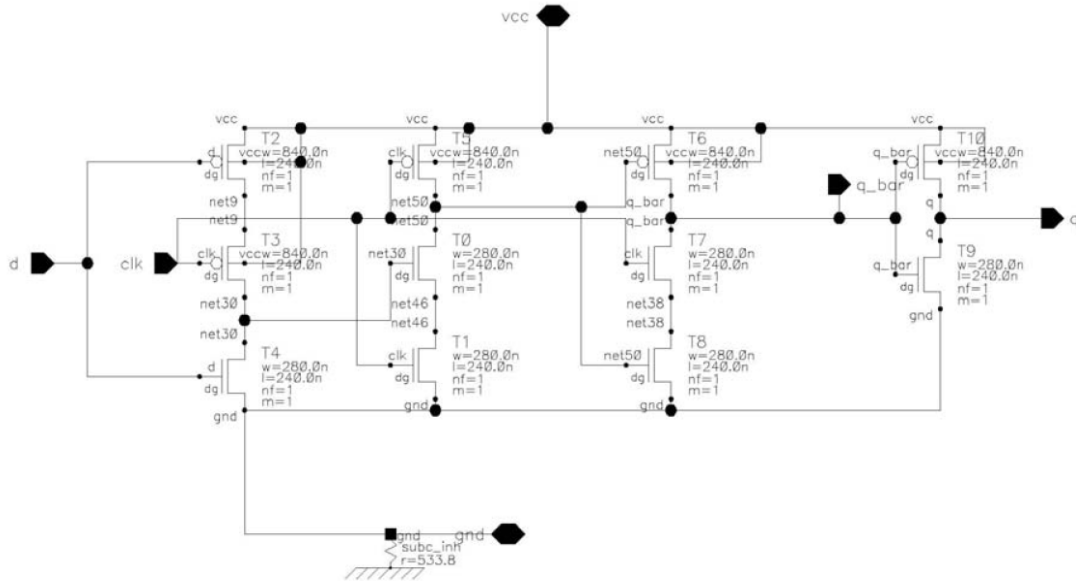 vcc
vcc
T2
d
vccw=840.0n
l=240.0n
dg
nf=1
m=1
net9
net9
T3
clk
vccw=840.0n
l=240.0n
dg
nf=1
m=1
net30
net30
T4
d
w=280.0n
l=240.0n
dg
nf=1
m=1
gnd
d
clk
vcc
T5
clk
vccw=840.0n
l=240.0n
dg
nf=1
m=1
net50
net50
T0
net30
w=280.0n
l=240.0n
dg
nf=1
m=1
net46
net46
T1
clk
w=280.0n
l=240.0n
dg
nf=1
m=1
gnd
vcc
T6
net50
vccw=840.0n
l=240.0n
dg
nf=1
m=1
q_bar
q_bar
T7
clk
w=280.0n
l=240.0n
dg
nf=1
m=1
net38
net38
T8
net50
w=280.0n
l=240.0n
dg
nf=1
m=1
gnd
q_bar
vcc
T10
q_bar
vccw=840.0n
l=240.0n
dg
nf=1
m=1
q
q
T9
q_bar
w=280.0n
l=240.0n
dg
nf=1
m=1
gnd
gnd
gnd
subc_inh
r=533.8